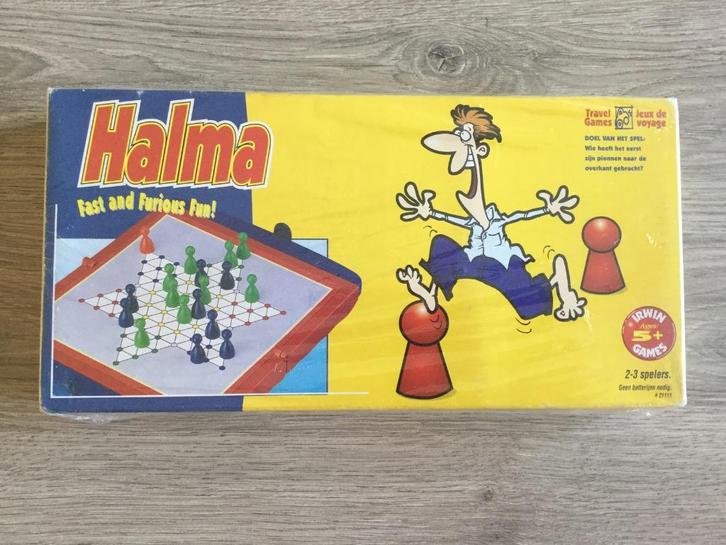 Halma
Fast and Furious Fun!
Travel Games
Jeux de voyage
DOEL VAN HET SPEL:
Wie heeft het eerst
zijn pionnen naar de
overkant gebracht?
IRWIN
Ages:
5+
GAMES
2-3 spelers.
Geen batterijen nodig.
# 21111